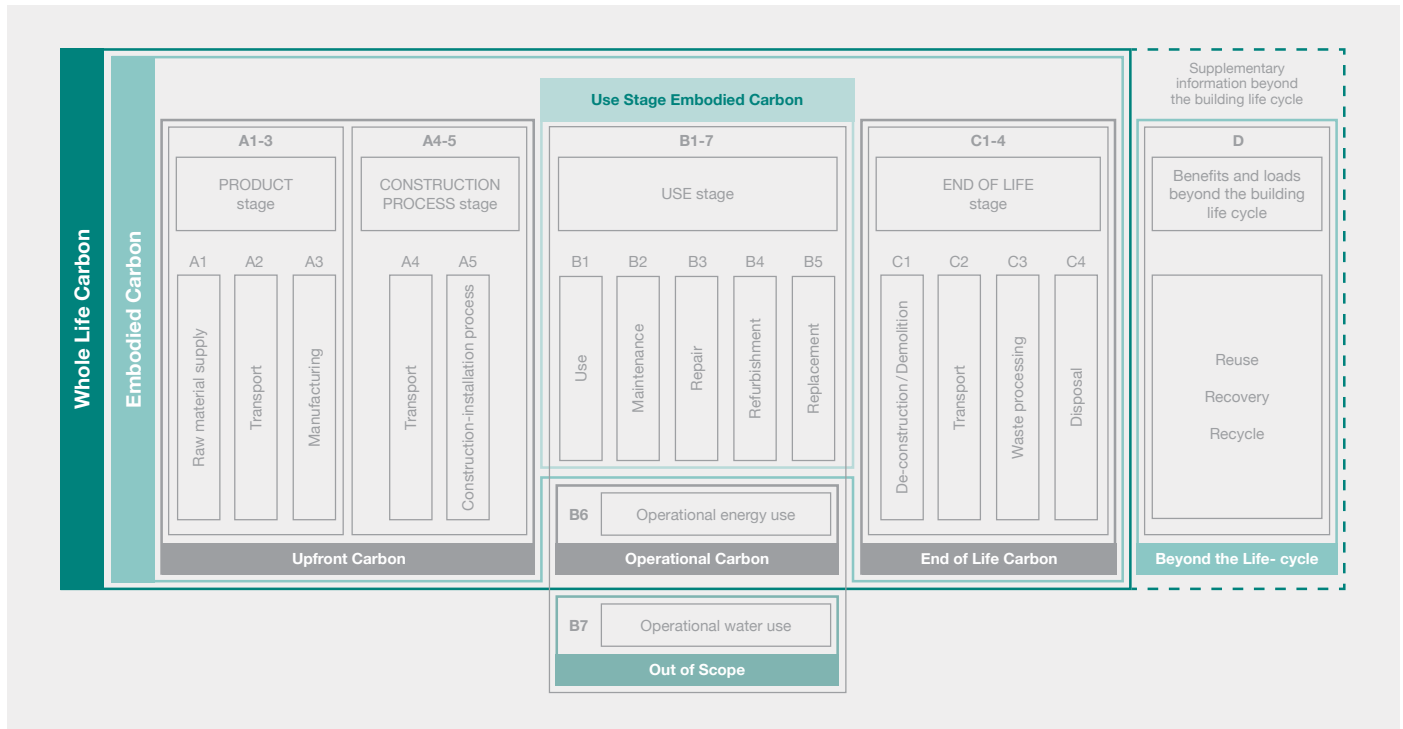 Whole Life Carbon
Embodied Carbon
Use Stage Embodied Carbon
Supplementary
information beyond
the building life cycle
A1-3
PRODUCT
stage
A4-5
CONSTRUCTION
PROCESS stage
B1-7
USE stage
C1-4
END OF LIFE
stage
D
Benefits and loads
beyond the building
life cycle
A1
Raw material supply
A2
Transport
A3
Manufacturing
A4
Transport
A5
Construction-installation process
B1
Use
B2
Maintenance
B3
Repair
B4
Refurbishment
B5
Replacement
C1
De-construction / Demolition
C2
Transport
C3
Waste processing
C4
Disposal
Reuse
Recovery
Recycle
B6
Operational energy use
Upfront Carbon
Operational Carbon
End of Life Carbon
Beyond the Life- cycle
B7
Operational water use
Out of Scope